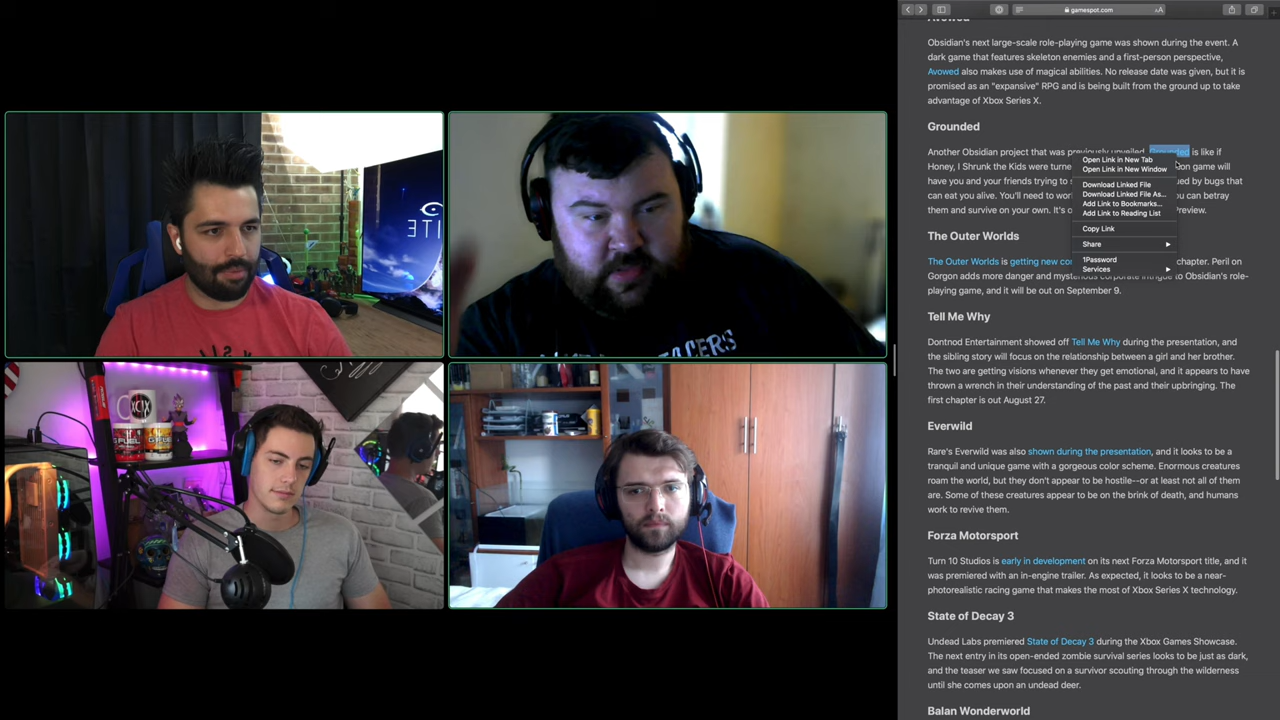 gamespot.com
Avowed
Obsidian's next large-scale role-playing game was shown during the event. A
dark game that features skeleton enemies and a first-person perspective,
Avowed also makes use of magical abilities. No release date was given, but it is
promised as an "expansive" RPG and is being built from the ground up to take
advantage of Xbox Series X.
Grounded
Another Obsidian project that was previously unveiled, Grounded is like if
Honey, I Shrunk the Kids were turne on game will
have you and your friends trying to s ued by bugs that
can eat you alive. You'll need to wor can betray
them and survive on your own. It's o Preview.
Open Link in New Tab
Open Link in New Window
Download Linked File
Download Linked File As...
Add Link to Bookmarks...
Add Link to Reading List
Copy Link
Share
1Password
Services
The Outer Worlds
The Outer Worlds is getting new co chapter. Peril on
Gorgon adds more danger and mysterious corporate intrigue to Obsidian's role-
playing game, and it will be out on September 9.
Tell Me Why
Dontnod Entertainment showed off Tell Me Why during the presentation, and
the sibling story will focus on the relationship between a girl and her brother.
The two are getting visions whenever they get emotional, and it appears to have
thrown a wrench in their understanding of the past and their upbringing. The
first chapter is out August 27.
Everwild
Rare's Everwild was also shown during the presentation, and it looks to be a
tranquil and unique game with a gorgeous color scheme. Enormous creatures
roam the world, but they don't appear to be hostile--or at least not all of them
are. Some of these creatures appear to be on the brink of death, and humans
work to revive them.
Forza Motorsport
Turn 10 Studios is early in development on its next Forza Motorsport title, and it
was premiered with an in-engine trailer. As expected, it looks to be a near-
photorealistic racing game that makes the most of Xbox Series X technology.
State of Decay 3
Undead Labs premiered State of Decay 3 during the Xbox Games Showcase.
The next entry in its open-ended zombie survival series looks to be just as dark,
and the teaser we saw focused on a survivor scouting through the wilderness
until she comes upon an undead deer.
Balan Wonderworld
G FUEL
G FUEL